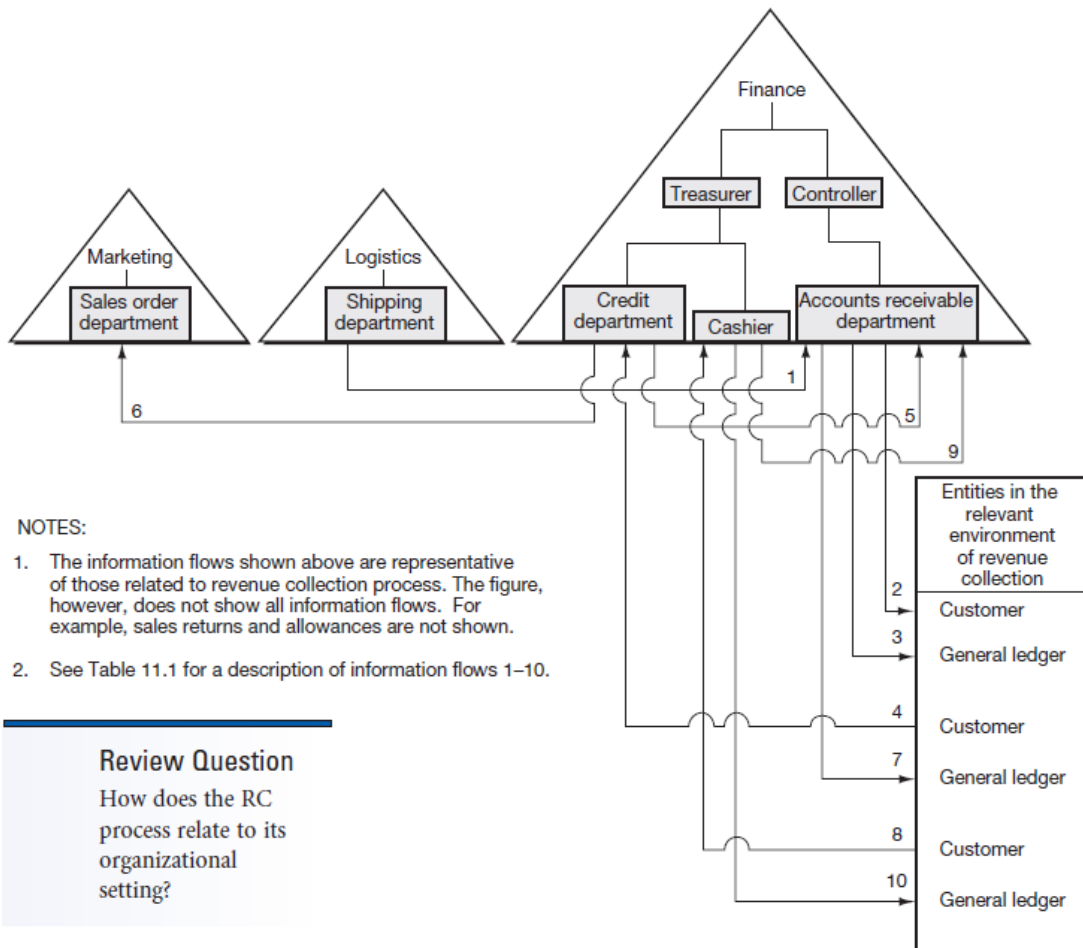 Finance
Treasurer
Controller
Marketing
Logistics
Sales order
department
Shipping
department
Credit
department
Cashier
Accounts receivable
department
1
6
5
9
NOTES:
1. The information flows shown above are representative
of those related to revenue collection process. The figure,
however, does not show all information flows. For
example, sales returns and allowances are not shown.
2. See Table 11.1 for a description of information flows 1–10.
Review Question
How does the RC
process relate to its
organizational
setting?
Entities in the
relevant
environment
of revenue
collection
2
Customer
3
General ledger
4
Customer
7
General ledger
8
Customer
10
General ledger